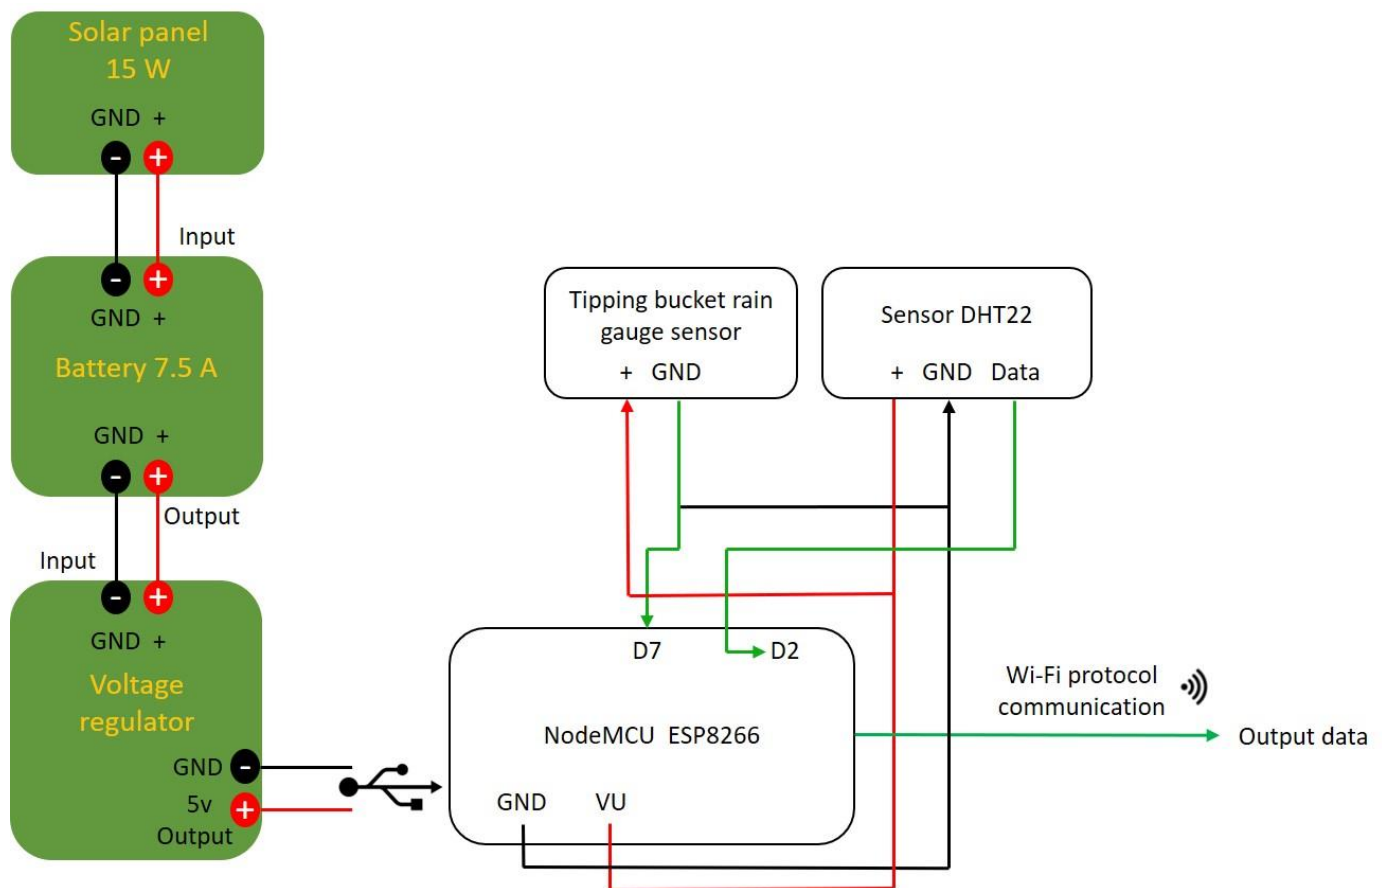 Solar panel
15 W
GND +
- +
Input
- +
GND +
Battery 7.5 A
GND +
- +
Output
Input
- +
GND +
Voltage
regulator
GND -
5v +
Output
Tipping bucket rain
gauge sensor
+ GND
Sensor DHT22
+ GND Data
D7 D2
NodeMCU ESP8266
GND VU
Wi-Fi protocol
communication
Output data